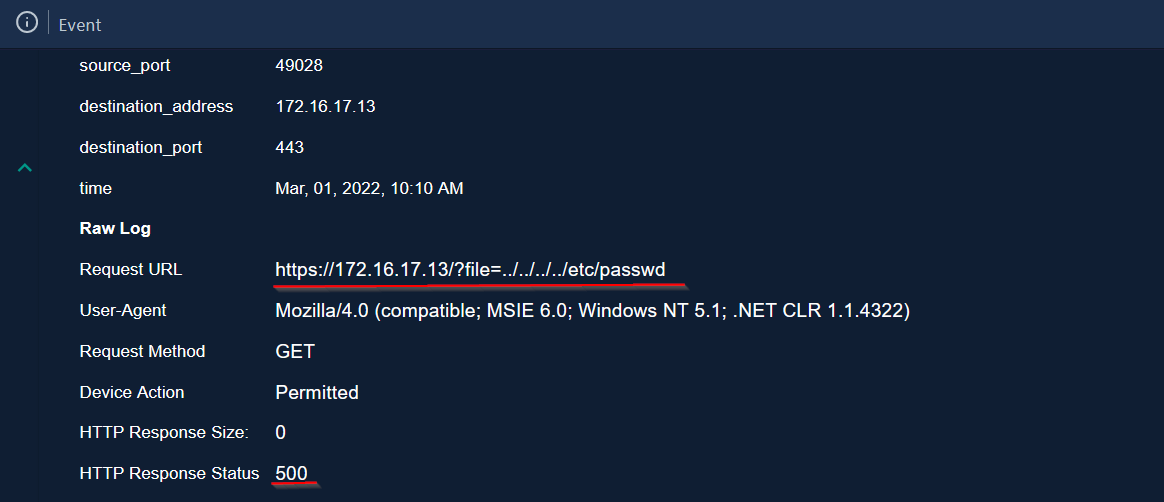 Event
source_port 49028
destination_address 172.16.17.13
destination_port 443
time Mar, 01, 2022, 10:10 AM
Raw Log
Request URL https://172.16.17.13/?file=../../../../etc/passwd
User-Agent Mozilla/4.0 (compatible; MSIE 6.0; Windows NT 5.1; .NET CLR 1.1.4322)
Request Method GET
Device Action Permitted
HTTP Response Size: 0
HTTP Response Status 500